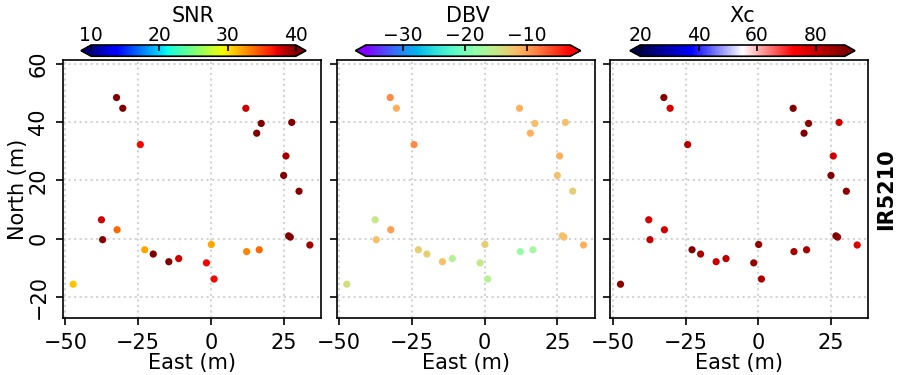 SNR DBV Xc
10 20 30 40 −30 −20 −10 20 40 60 80
60
40
20
0
−20
North (m)
IR5210
−50 −25 0 25 −50 −25 0 25 −50 −25 0 25
East (m) East (m) East (m)